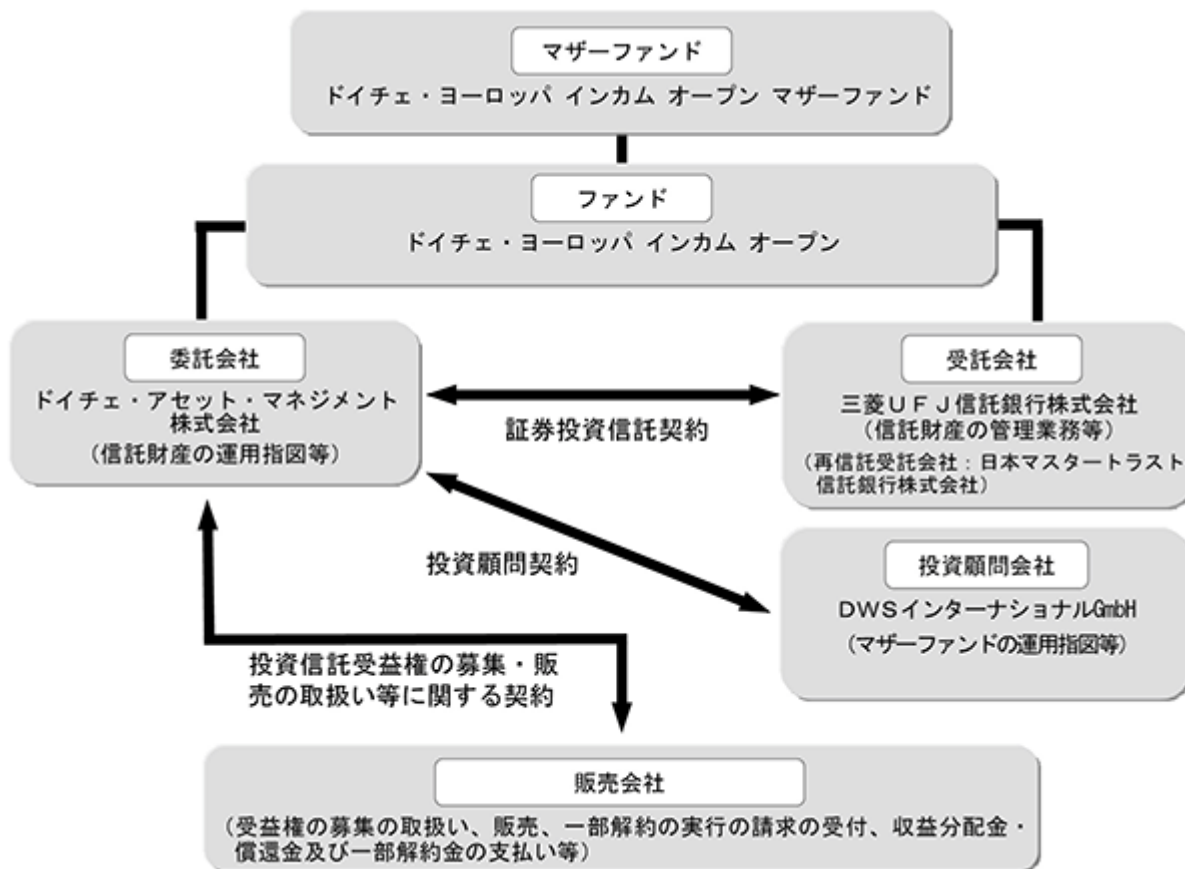 マザーファンド
ドイチェ・ヨーロッパ インカム オープン マザーファンド
ファンド
ドイチェ・ヨーロッパ インカム オープン
委託会社
ドイチェ・アセット・マネジメント
株式会社
（信託財産の運用指図等）
証券投資信託契約
受託会社
三菱ＵＦＪ信託銀行株式会社
（信託財産の管理業務等）
（再信託受託会社：日本マスタートラスト
信託銀行株式会社）
投資顧問契約
投資顧問会社
ＤＷＳインターナショナルGmbH
（マザーファンドの運用指図等）
投資信託受益権の募集・販
売の取扱い等に関する契約
販売会社
（受益権の募集の取扱い、販売、一部解約の実行の請求の受付、収益分配金・
償還金及び一部解約金の支払い等）